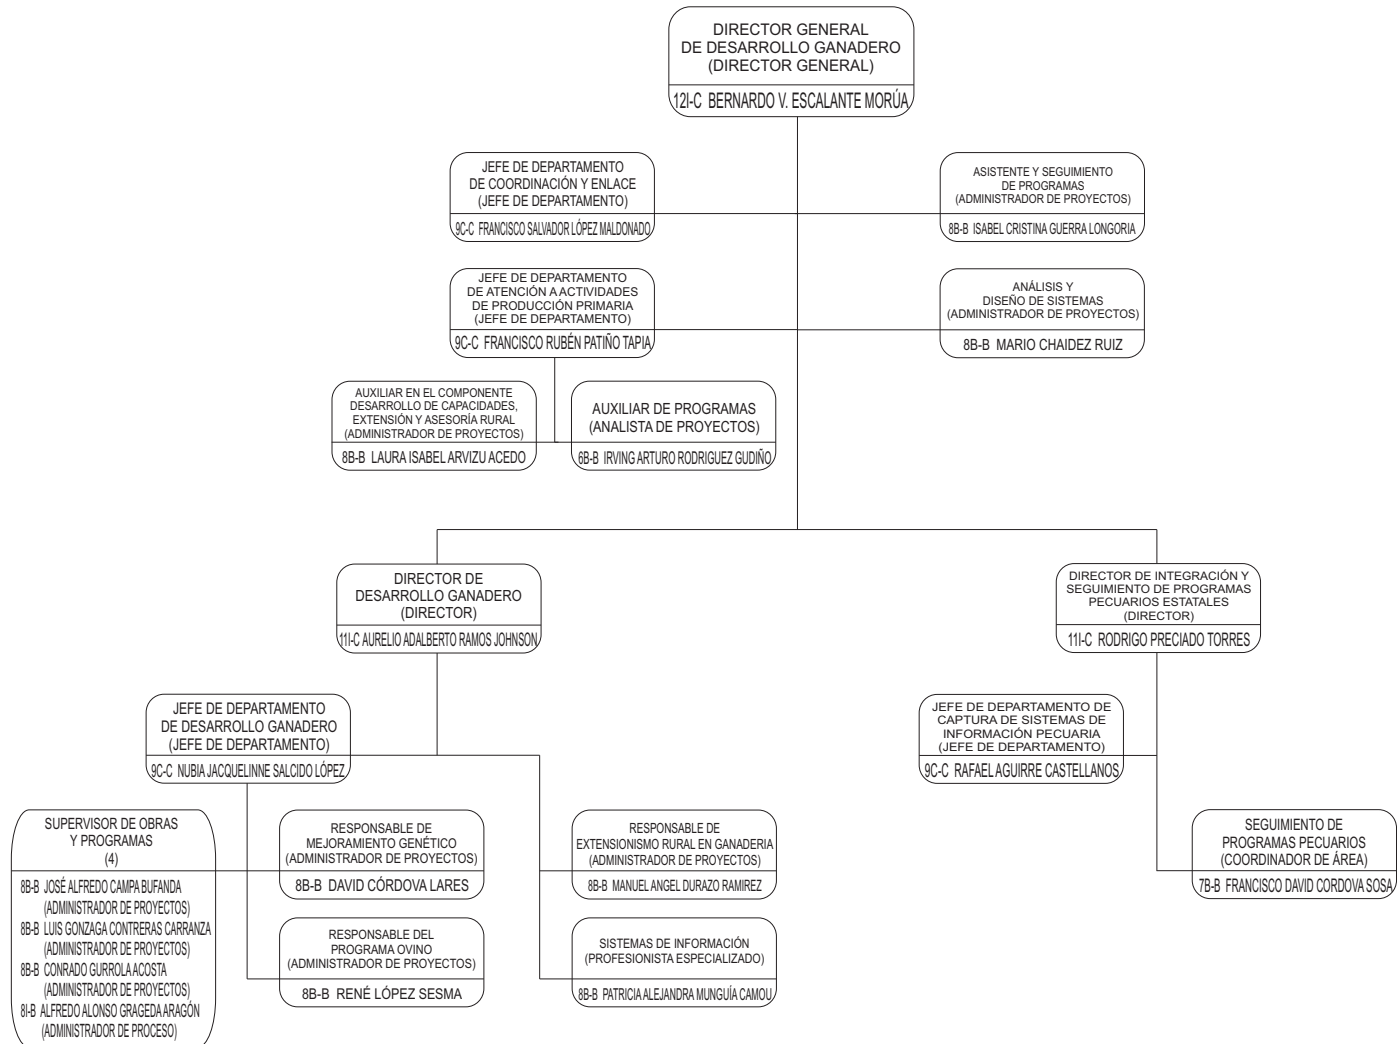 DIRECTOR GENERAL
DE DESARROLLO GANADERO
(DIRECTOR GENERAL)
12I-C BERNARDO V. ESCALANTE MORÚA
JEFE DE DEPARTAMENTO
DE COORDINACIÓN Y ENLACE
(JEFE DE DEPARTAMENTO)
9C-C FRANCISCO SALVADOR LÓPEZ MALDONADO
ASISTENTE Y SEGUIMIENTO
DE PROGRAMAS
(ADMINISTRADOR DE PROYECTOS)
8B-B ISABEL CRISTINA GUERRA LONGORIA
JEFE DE DEPARTAMENTO
DE ATENCIÓN A ACTIVIDADES
DE PRODUCCIÓN PRIMARIA
(JEFE DE DEPARTAMENTO)
9C-C FRANCISCO RUBÉN PATIÑO TAPIA
ANÁLISIS Y
DISEÑO DE SISTEMAS
(ADMINISTRADOR DE PROYECTOS)
8B-B MARIO CHAIDEZ RUIZ
AUXILIAR EN EL COMPONENTE
DESARROLLO DE CAPACIDADES,
EXTENSIÓN Y ASESORÍA RURAL
(ADMINISTRADOR DE PROYECTOS)
8B-B LAURA ISABEL ARVIZU ACEDO
AUXILIAR DE PROGRAMAS
(ANALISTA DE PROYECTOS)
6B-B IRVING ARTURO RODRIGUEZ GUDIÑO
DIRECTOR DE
DESARROLLO GANADERO
(DIRECTOR)
11I-C AURELIO ADALBERTO RAMOS JOHNSON
DIRECTOR DE INTEGRACIÓN Y
SEGUIMIENTO DE PROGRAMAS
PECUARIOS ESTATALES
(DIRECTOR)
11I-C RODRIGO PRECIADO TORRES
JEFE DE DEPARTAMENTO
DE DESARROLLO GANADERO
(JEFE DE DEPARTAMENTO)
9C-C NUBIA JACQUELINNE SALCIDO LÓPEZ
JEFE DE DEPARTAMENTO DE
CAPTURA DE SISTEMAS DE
INFORMACIÓN PECUARIA
(JEFE DE DEPARTAMENTO)
9C-C RAFAEL AGUIRRE CASTELLANOS
SUPERVISOR DE OBRAS
Y PROGRAMAS
(4)
8B-B JOSÉ ALFREDO CAMPA BUFANDA
(ADMINISTRADOR DE PROYECTOS)
8B-B LUIS GONZAGA CONTRERAS CARRANZA
(ADMINISTRADOR DE PROYECTOS)
8B-B CONRADO GURROLA ACOSTA
(ADMINISTRADOR DE PROYECTOS)
8I-B ALFREDO ALONSO GRAGEDA ARAGÓN
(ADMINISTRADOR DE PROCESO)
RESPONSABLE DE
MEJORAMIENTO GENÉTICO
(ADMINISTRADOR DE PROYECTOS)
8B-B DAVID CÓRDOVA LARES
RESPONSABLE DE
EXTENSIONISMO RURAL EN GANADERIA
(ADMINISTRADOR DE PROYECTOS)
8B-B MANUEL ANGEL DURAZO RAMIREZ
SEGUIMIENTO DE
PROGRAMAS PECUARIOS
(COORDINADOR DE ÁREA)
7B-B FRANCISCO DAVID CORDOVA SOSA
RESPONSABLE DEL
PROGRAMA OVINO
(ADMINISTRADOR DE PROYECTOS)
8B-B RENÉ LÓPEZ SESMA
SISTEMAS DE INFORMACIÓN
(PROFESIONISTA ESPECIALIZADO)
8B-B PATRICIA ALEJANDRA MUNGUÍA CAMOU